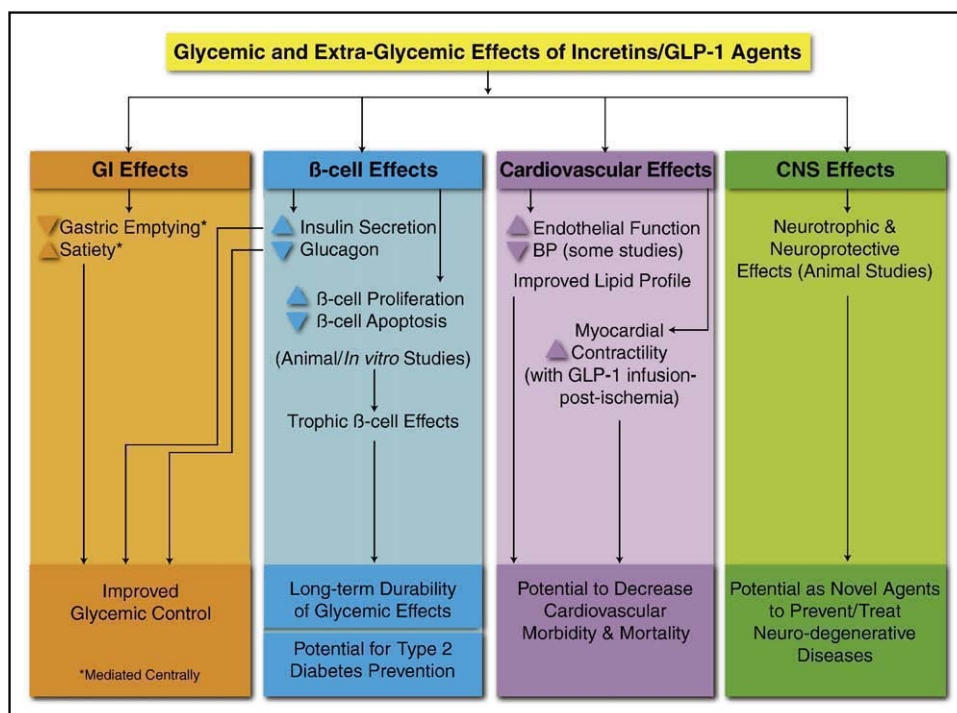 Glycemic and Extra-Glycemic Effects of Incretins/GLP-1 Agents
GI Effects
Gastric Emptying*
Satiety*
Improved
Glycemic Control
*Mediated Centrally
ß-cell Effects
Insulin Secretion
Glucagon
ß-cell Proliferation
ß-cell Apoptosis
(Animal/In vitro Studies)
Trophic ß-cell Effects
Long-term Durability
of Glycemic Effects
Potential for Type 2
Diabetes Prevention
Cardiovascular Effects
Endothelial Function
BP (some studies)
Improved Lipid Profile
Myocardial
Contractility
(with GLP-1 infusion-
post-ischemia)
Potential to Decrease
Cardiovascular
Morbidity & Mortality
CNS Effects
Neurotrophic &
Neuroprotective
Effects (Animal Studies)
Potential as Novel Agents
to Prevent/Treat
Neuro-degenerative
Diseases